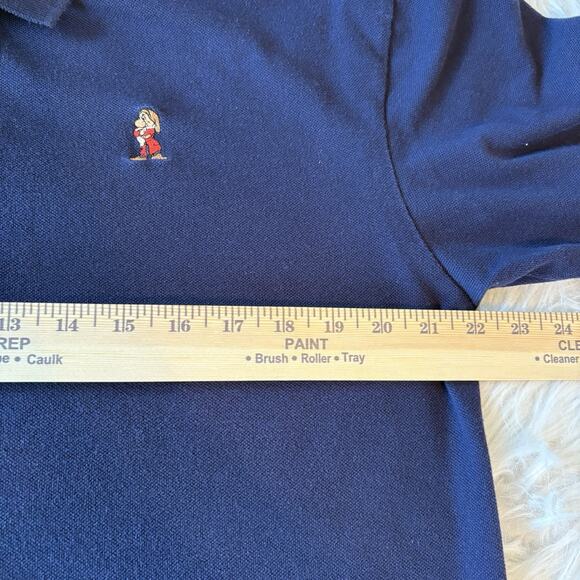 13 14 15 16 17 18 19 20 21 22 23 24
REP PAINT CLE
• Caulk • Brush • Roller • Tray • Cleaner